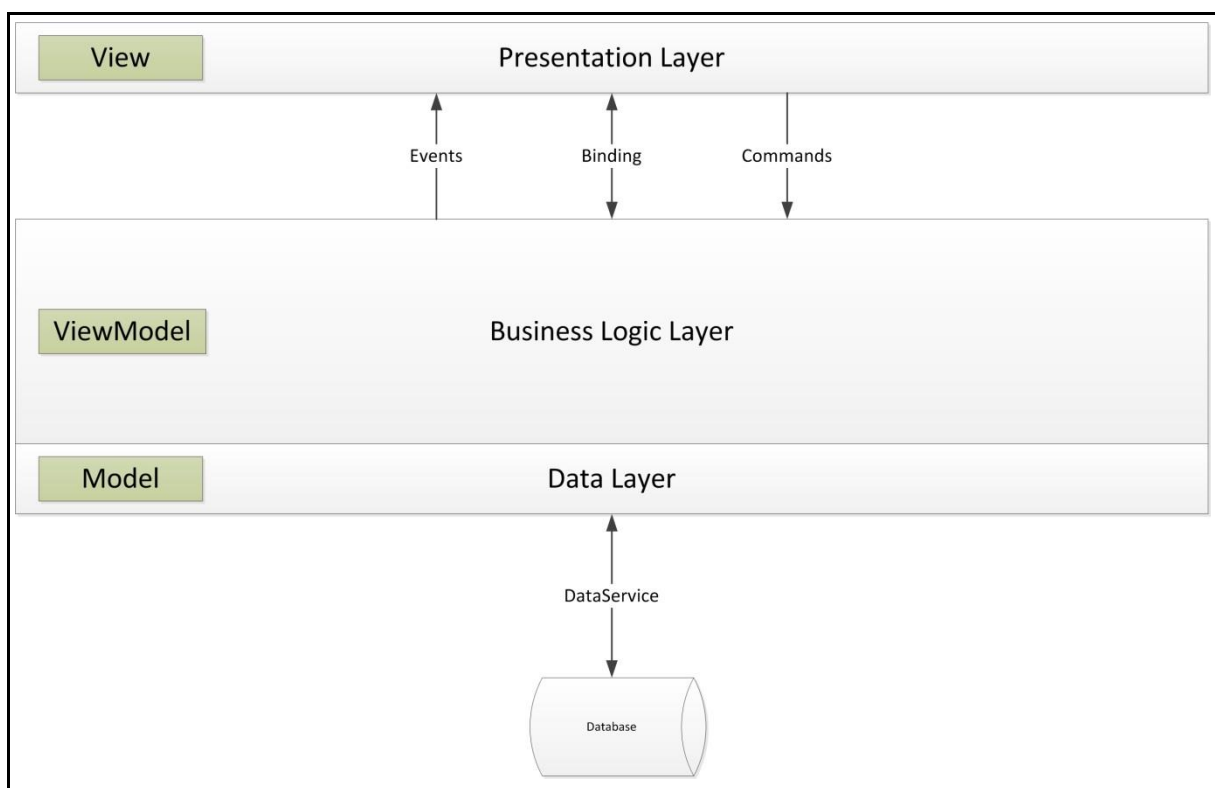 View
Presentation Layer
Events
Binding
Commands
ViewModel
Business Logic Layer
Model
Data Layer
DataService
Database